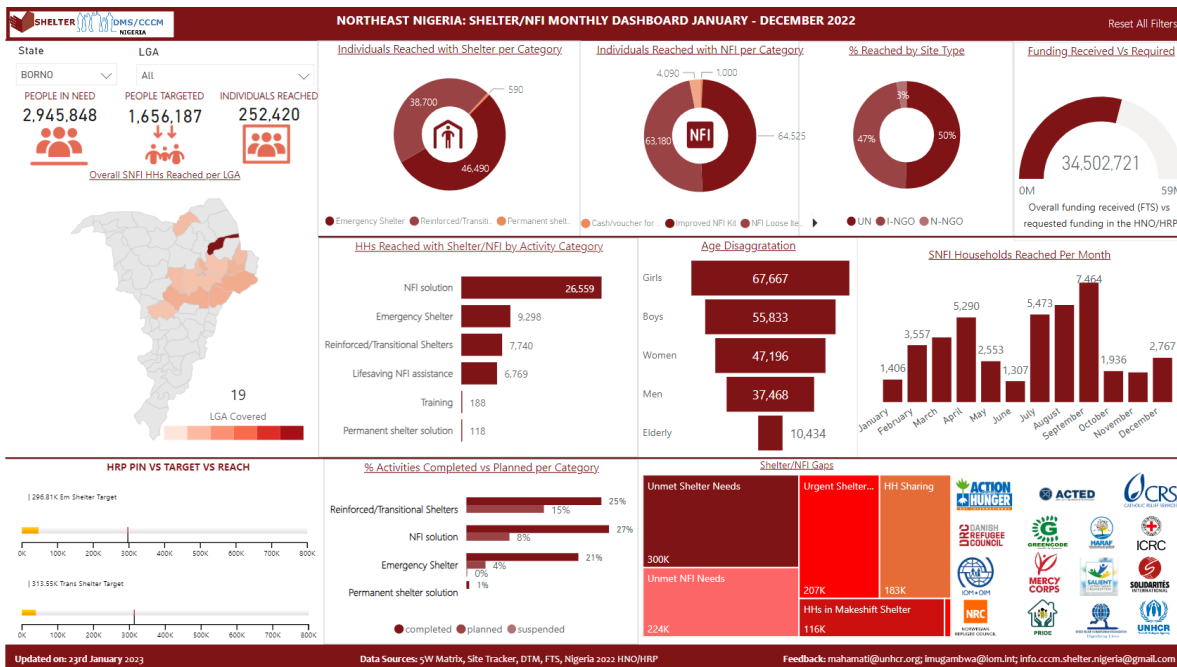 SHELTER
DMS/CCCM
NIGERIA
NORTHEAST NIGERIA: SHELTER/NFI MONTHLY DASHBOARD JANUARY - DECEMBER 2022
Reset All Filters
State
LGA
BORNO
All
PEOPLE IN NEED
PEOPLE TARGETED
INDIVIDUALS REACHED
2,945,848
1,656,187
252,420
Overall SNFI HHs Reached per LGA
19
LGA Covered
Individuals Reached with Shelter per Category
590
38,700
46,490
Emergency Shelter
Reinforced/Transiti...
Permanent shelt...
Individuals Reached with NFI per Category
4,090
1,000
63,180
NFI
64,525
Cash/voucher for ...
Improved NFI Kit
NFI Loose Ite...
% Reached by Site Type
3%
47%
50%
UN
I-NGO
N-NGO
Funding Received Vs Required
34,502,721
0M
59M
Overall funding received (FTS) vs
requested funding in the HNO/HRP
HHs Reached with Shelter/NFI by Activity Category
NFI solution
26,559
Emergency Shelter
9,298
Reinforced/Transitional Shelters
7,740
Lifesaving NFI assistance
6,769
Training
188
Permanent shelter solution
118
Age Disaggratation
Girls
67,667
Boys
55,833
Women
47,196
Men
37,468
Elderly
10,434
SNFI Households Reached Per Month
1,406
3,557
5,290
2,553
1,307
5,473
7,464
1,936
2,767
January
February
March
April
May
June
July
August
September
October
November
December
HRP PIN VS TARGET VS REACH
| 296.81K Em Shelter Target
0K
100K
200K
300K
400K
500K
600K
700K
800K
| 313.55K Trans Shelter Target
0K
100K
200K
300K
400K
500K
600K
700K
800K
% Activities Completed vs Planned per Category
Reinforced/Transitional Shelters
25%
15%
NFI solution
27%
8%
Emergency Shelter
21%
4%
0%
Permanent shelter solution
1%
completed
planned
suspended
Shelter/NFI Gaps
Unmet Shelter Needs
300K
Unmet NFI Needs
224K
Urgent Shelter...
207K
HH Sharing
183K
HHs in Makeshift Shelter
116K
ACTION
HUNGER
ACTED
CRS
CATHOLIC RELIEF SERVICES
DRC
DANISH
REFUGEE
COUNCIL
GREENCODE
HARAF
ICRC
IOM•OIM
MERCY
CORPS
SALIENT
SOLIDARITÉS
INTERNATIONAL
NRC
NORWEGIAN
REFUGEE COUNCIL
PRIDE
UNHCR
Updated on: 23rd January 2023
Data Sources: 5W Matrix, Site Tracker, DTM, FTS, Nigeria 2022 HNO/HRP
Feedback: mahamati@unhcr.org; imugambwa@iom.int; info.cccm.shelter.nigeria@gmail.com